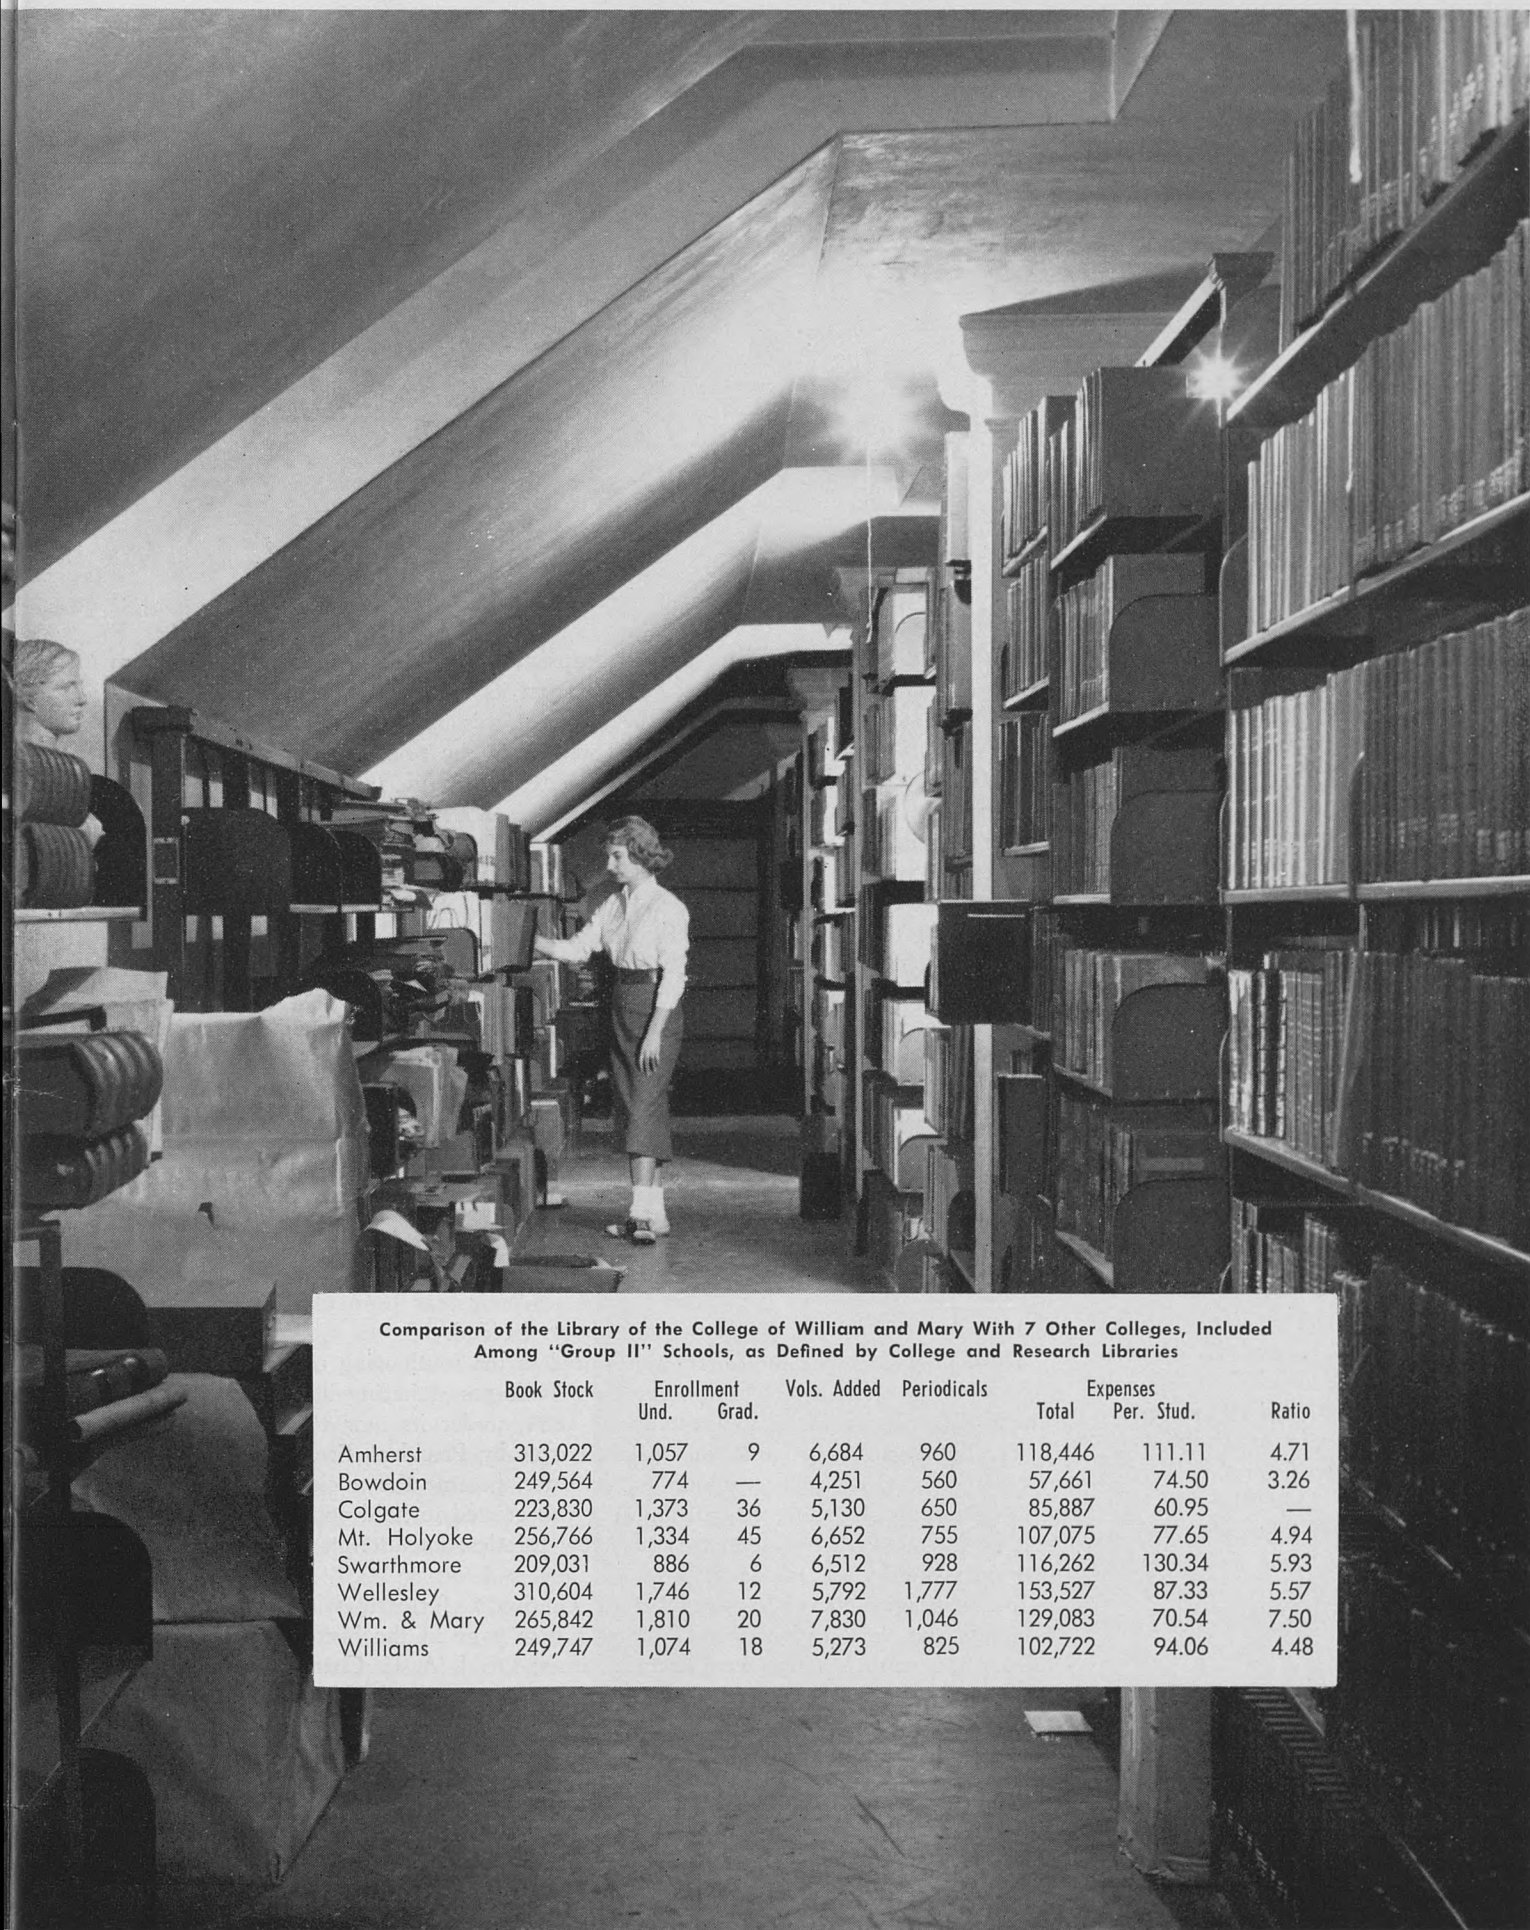 Comparison of the Library of the College of William and Mary With 7 Other Colleges, Included
Among "Group II" Schools, as Defined by College and Research Libraries
Book Stock Enrollment Vols. Added Periodicals Expenses
Und. Grad. Total Per. Stud. Ratio
Amherst 313,022 1,057 9 6,684 960 118,446 111.11 4.71
Bowdoin 249,564 774 — 4,251 560 57,661 74.50 3.26
Colgate 223,830 1,373 36 5,130 650 85,887 60.95 —
Mt. Holyoke 256,766 1,334 45 6,652 755 107,075 77.65 4.94
Swarthmore 209,031 886 6 6,512 928 116,262 130.34 5.93
Wellesley 310,604 1,746 12 5,792 1,777 153,527 87.33 5.57
Wm. & Mary 265,842 1,810 20 7,830 1,046 129,083 70.54 7.50
Williams 249,747 1,074 18 5,273 825 102,722 94.06 4.48